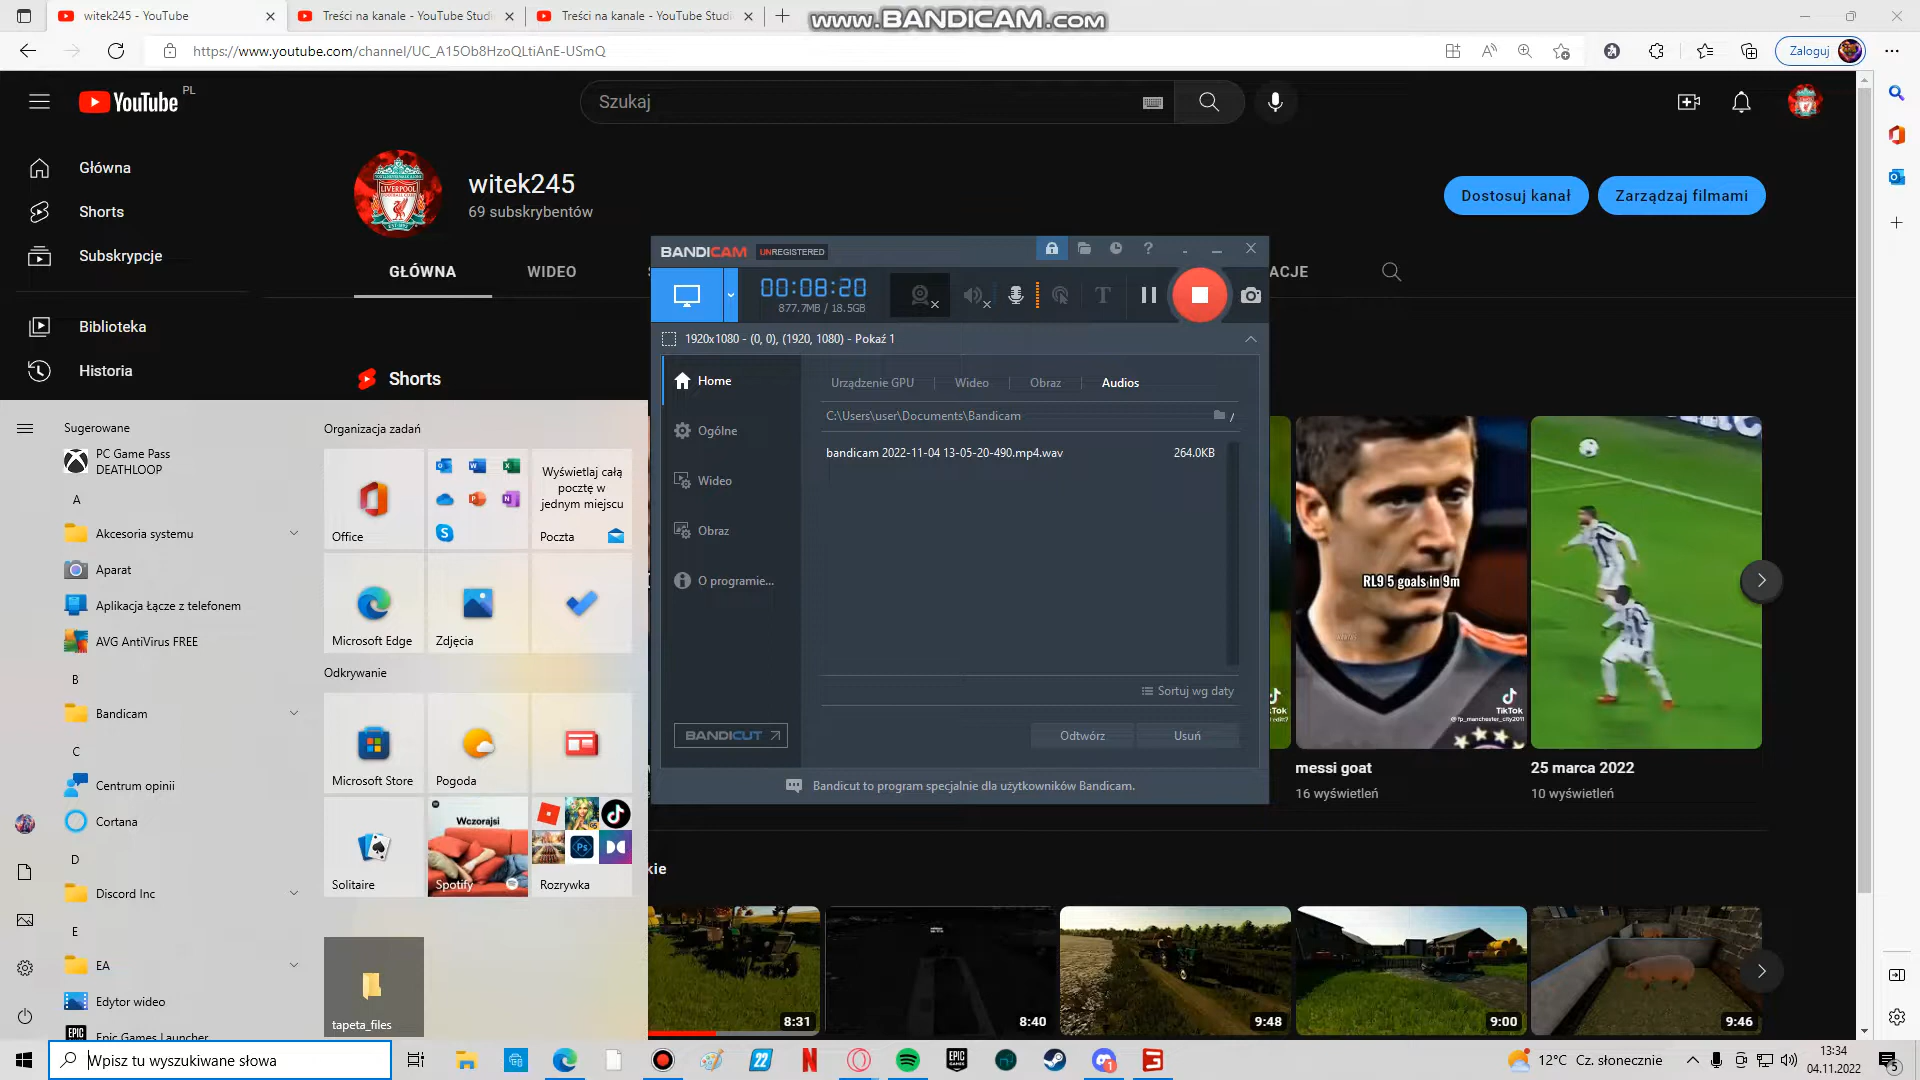 witek245 - YouTube
Treści na kanale - YouTube Studi
Treści na kanale - YouTube Studi
www.BANDICAM.com
https://www.youtube.com/channel/UC_A15Ob8HzoQLtiAnE-USmQ
Zaloguj
YouTube PL
Szukaj
Główna
Shorts
Subskrypcje
Biblioteka
Historia
witek245
69 subskrybentów
Dostosuj kanał
Zarządzaj filmami
GŁÓWNA
WIDEO
ACJE
Shorts
BANDICAM UNREGISTERED
00:08:20
877.7MB / 18.5GB
1920x1080 - (0, 0), (1920, 1080) - Pokaż 1
Home
Ogólne
Wideo
Obraz
O programie...
BANDICUT
Urządzenie GPU
Wideo
Obraz
Audios
C:\Users\user\Documents\Bandicam
bandicam 2022-11-04 13-05-20-490.mp4.wav
264.0KB
Sortuj wg daty
Odtwórz
Usuń
Bandicut to program specjalnie dla użytkowników Bandicam.
RL9 5 goals in 9m
TikTok
@fp_manchester_city2011
TikTok
messi goat
16 wyświetleń
25 marca 2022
10 wyświetleń
kie
8:31
8:40
9:48
9:00
9:46
Sugerowane
PC Game Pass
DEATHLOOP
A
Akcesoria systemu
Aparat
Aplikacja Łącze z telefonem
AVG AntiVirus FREE
B
Bandicam
C
Centrum opinii
Cortana
D
Discord Inc
E
EA
Edytor wideo
Epic Games Launcher
Organizacja zadań
Office
Wyświetlaj całą
pocztę w
jednym miejscu
Poczta
Microsoft Edge
Zdjęcia
Odkrywanie
Microsoft Store
Pogoda
Solitaire
Wczorajsi
Spotify
Rozrywka
tapeta_files
Wpisz tu wyszukiwane słowa
12°C Cz. słonecznie
13:34
04.11.2022